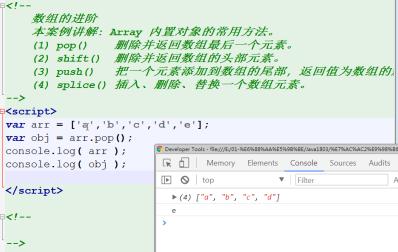 <!--
数组的进阶
本案例讲解: Array 内置对象的常用方法。
(1) pop() 删除并返回数组最后一个元素。
(2) shift() 删除并返回数组的头部元素。
(3) push() 把一个元素添加到数组的尾部，返回值为数组的
(4) splice() 插入、删除、替换一个数组元素。
-->
<script>
var arr = ['a','b','c','d','e'];
var obj = arr.pop();
console.log( arr );
console.log( obj );
</script>
<!--
-->
Developer Tools - file:///E:/01-
Memory Elements Console Sources Audits
top Filter
(4) ["a", "b", "c", "d"]
e